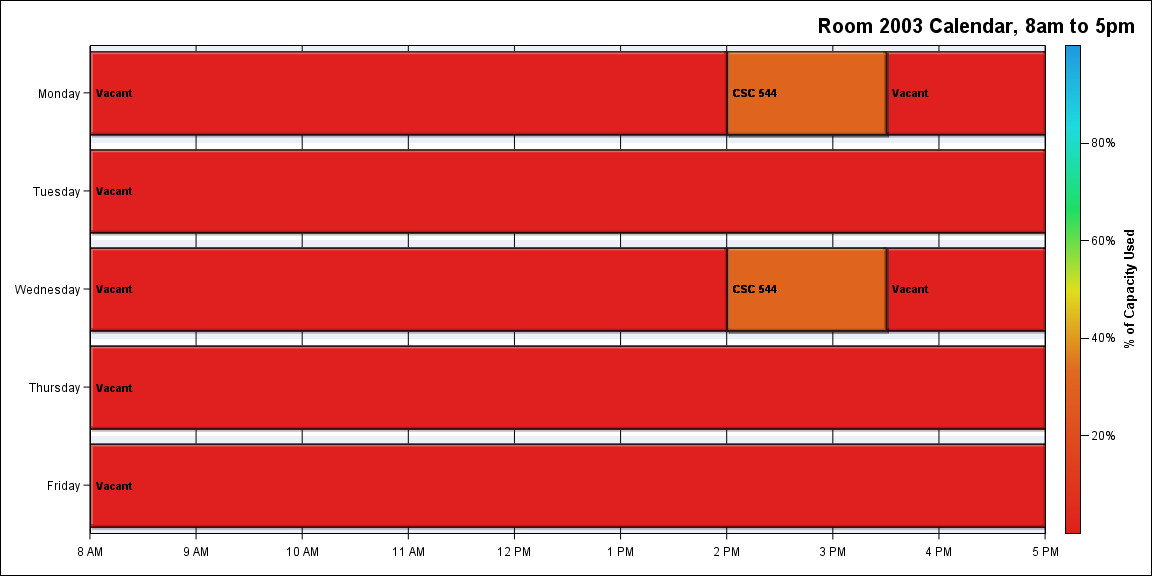 Room 2003 Calendar, 8am to 5pm
Monday
Vacant
CSC 544
Vacant
Tuesday
Vacant
Wednesday
Vacant
CSC 544
Vacant
Thursday
Vacant
Friday
Vacant
8 AM 9 AM 10 AM 11 AM 12 PM 1 PM 2 PM 3 PM 4 PM 5 PM
80%
60%
40%
20%
% of Capacity Used